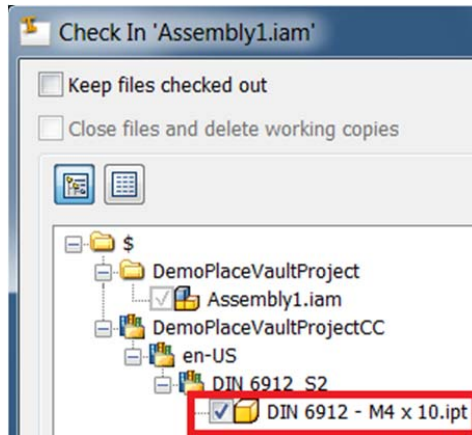 Check In 'Assembly1.iam'
Keep files checked out
Close files and delete working copies
$
DemoPlaceVaultProject
Assembly1.iam
DemoPlaceVaultProjectCC
en-US
DIN 6912_S2
DIN 6912 - M4 x 10.ipt